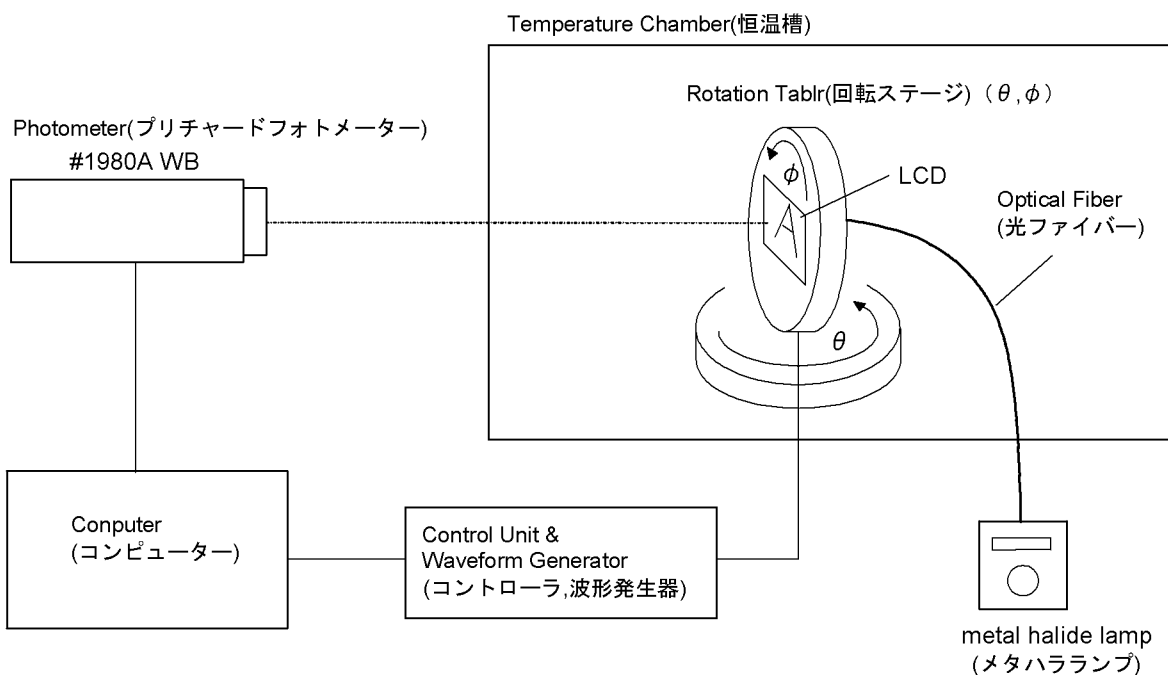 Temperature Chamber(恒温槽)
Rotation Tablr(回転ステージ)（θ,φ）
Photometer(プリチャードフォトメーター)
#1980A WB
φ
LCD
A
Optical Fiber
(光ファイバー)
θ
Conputer
(コンピューター)
Control Unit &
Waveform Generator
(コントローラ,波形発生器)
metal halide lamp
(メタハラランプ)